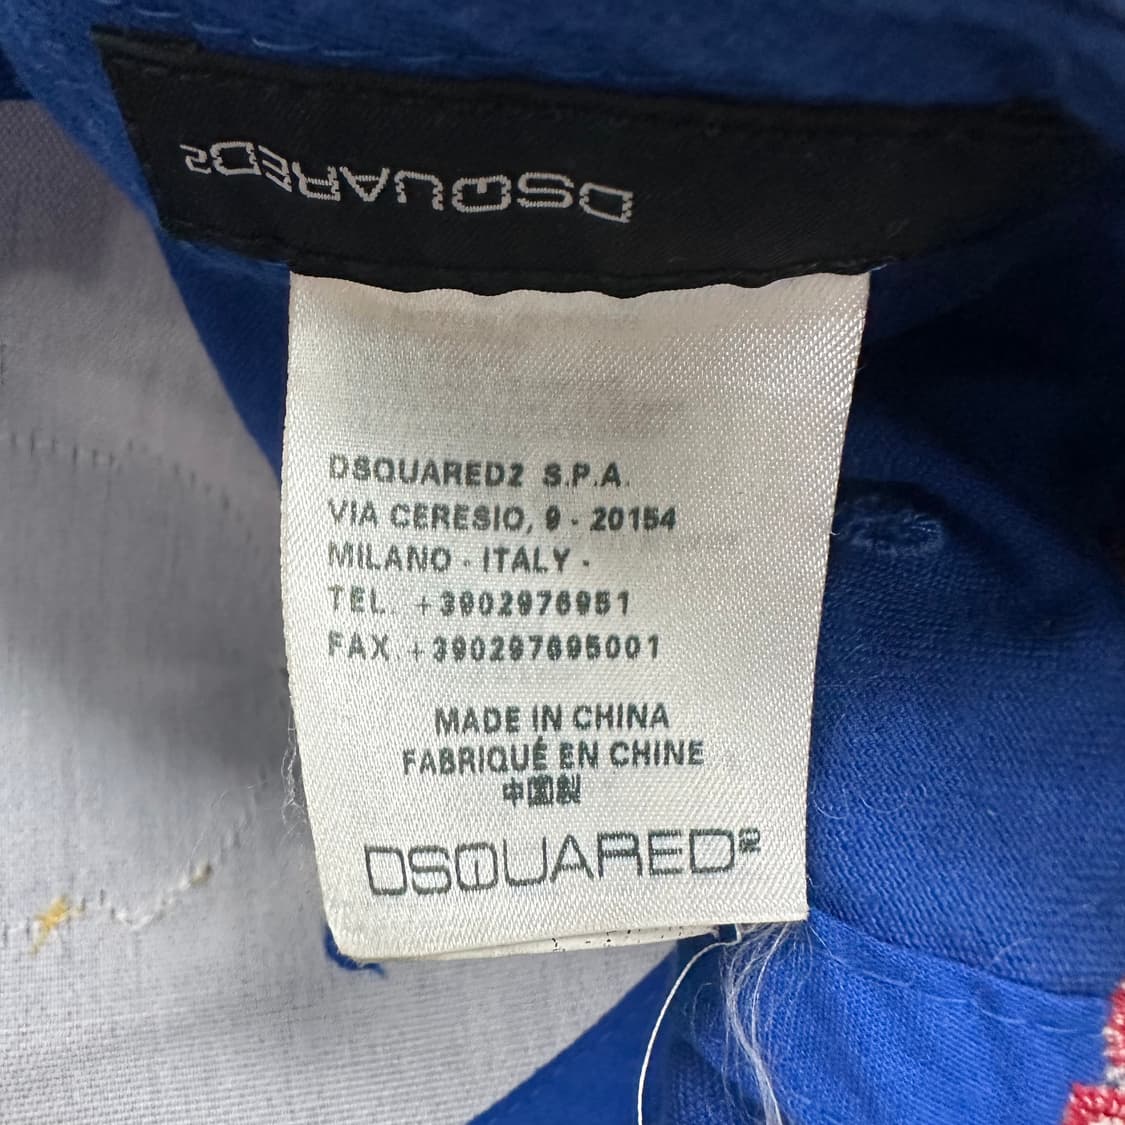 DSQUARED2
DSQUARED2 S.P.A.
VIA CERESIO, 9 - 20154
MILANO - ITALY -
TEL. +3902976951
FAX.+390297695001
MADE IN CHINA
FABRIQUÉ EN CHINE
中国製
DSQUARED2